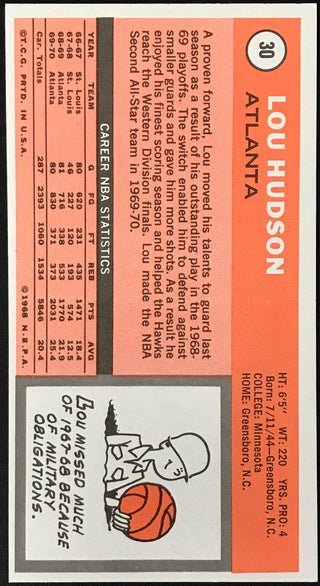 30
LOU HUDSON
ATLANTA
HT: 6'5" WT: 220 YRS. PRO: 4
Born: 7/11/44—Greensboro, N.C.
COLLEGE: Minnesota
HOME: Greensboro, N.C.
A proven forward, Lou moved his talents to guard last
season as a result of his outstanding play in the 1968-
69 playoffs. The switch enabled him to defend against
smaller guards and gave him more shots. As a result he
enjoyed his finest scoring season and helped the Hawks
reach the Western Division finals. Lou made the NBA
Second All-Star team in 1969-70.
CAREER NBA STATISTICS
YEAR TEAM G FG FT REB PTS AVG
66-67 St. Louis 80 620 231 435 1471 18.4
67-68 St. Louis 46 227 120 193 574 12.5
68-69 Atlanta 81 716 338 533 1770 21.9
69-70 Atlanta 80 830 371 373 2031 25.4
Car. Totals 287 2393 1060 1534 5846 20.4
©T.C.G. PRTD. IN U.S.A. ©1968 N.B.P.A.
LOU MISSED MUCH
OF 1967-68 BECAUSE
OF MILITARY
OBLIGATIONS.